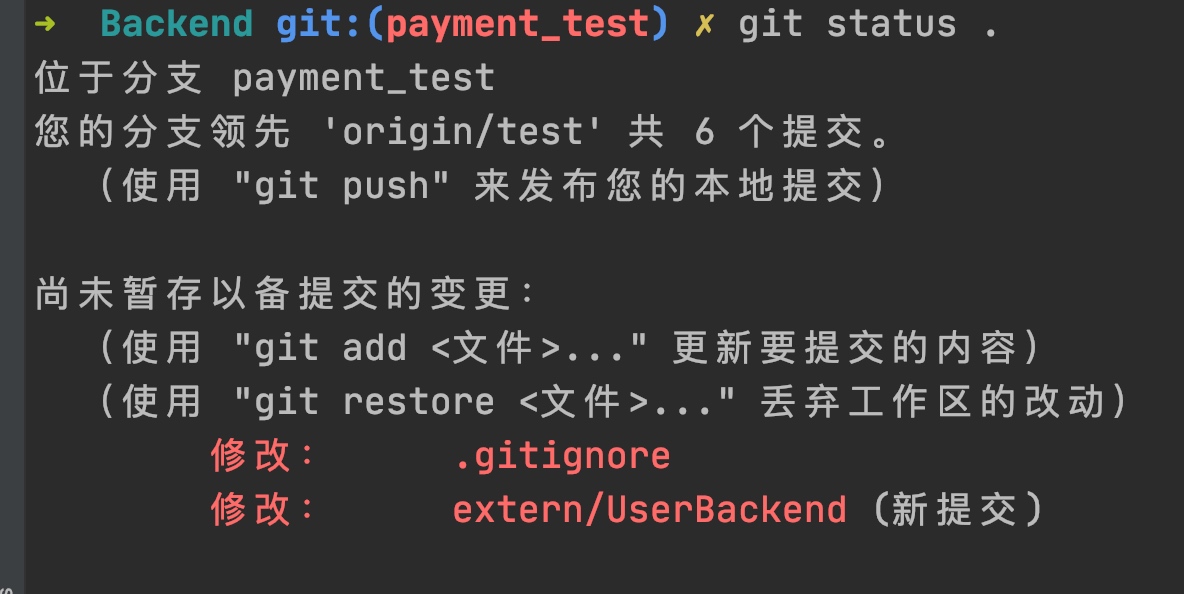 ➜  Backend git:(payment_test) ✗ git status .
位于分支 payment_test
您的分支领先 'origin/test' 共 6 个提交。
  （使用 "git push" 来发布您的本地提交）
尚未暂存以备提交的变更：
  （使用 "git add <文件>..." 更新要提交的内容）
  （使用 "git restore <文件>..." 丢弃工作区的改动）
        修改：     .gitignore
        修改：     extern/UserBackend (新提交)